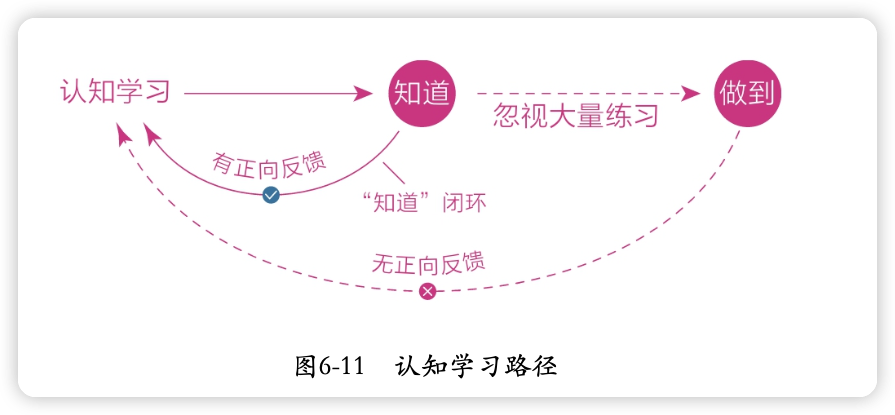 认知学习
知道
做到
忽视大量练习
有正向反馈
“知道”闭环
无正向反馈
图6-11 认知学习路径